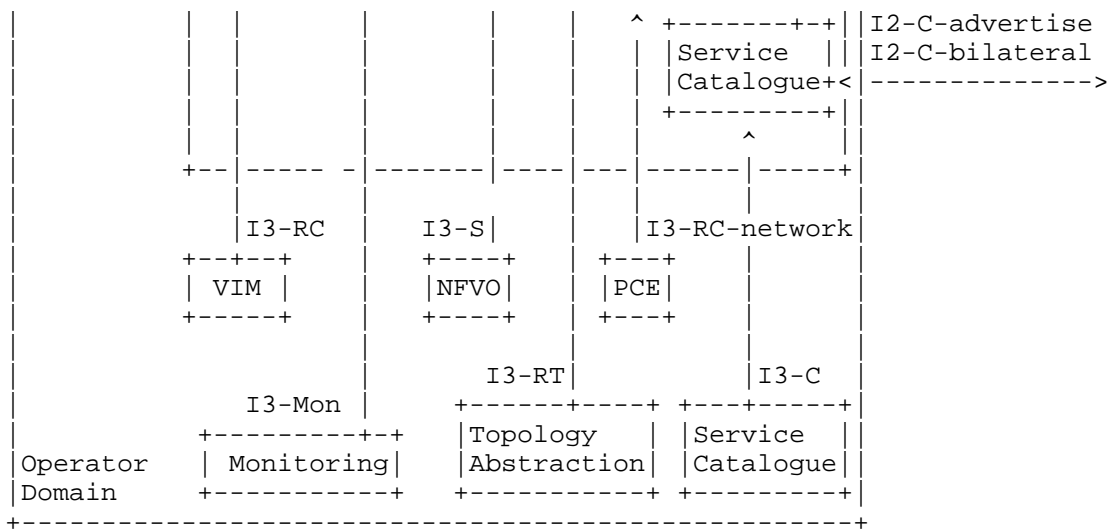 I2-C-advertise
Service I2-C-bilateral
Catalogue
I3-RC I3-S I3-RC-network
VIM NFVO PCE
I3-RT I3-C
I3-Mon
Topology Service
Operator Monitoring Abstraction Catalogue
Domain